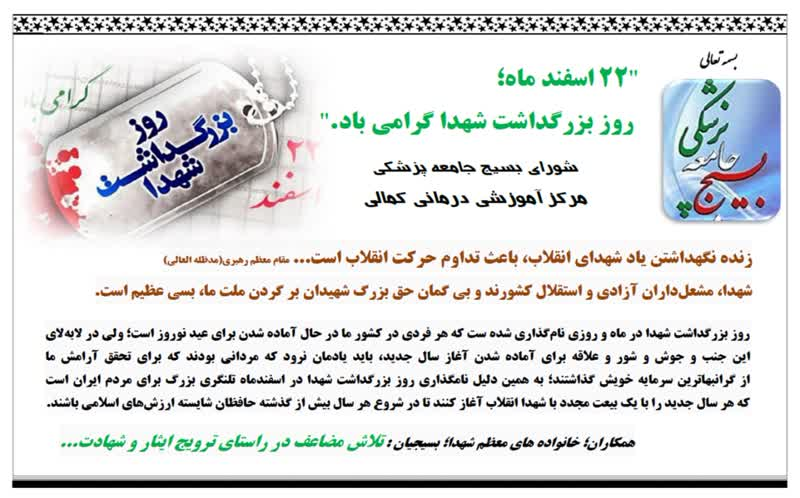 بسمه تعالی
بسیج جامعه پزشکی
"۲۲ اسفند ماه؛
روز بزرگداشت شهدا گرامی باد."
شورای بسیج جامعه پزشکی
مرکز آموزشی درمانی کمالی
گرامی باد
روز
بزرگداشت
شهدا
۲۲
اسفند
زنده نگهداشتن یاد شهدای انقلاب، باعث تداوم حرکت انقلاب است... مقام معظم رهبری(مدظله العالی)
شهدا، مشعل‌داران آزادی و استقلال کشورند و بی گمان حق بزرگ شهیدان بر گردن ملت ما، بسی عظیم است.
روز بزرگداشت شهدا در ماه و روزی نام‌گذاری شده ست که هر فردی در کشور ما در حال آماده شدن برای عید نوروز است؛ ولی در لابه‌لای
این جنب و جوش و شور و علاقه برای آماده شدن آغاز سال جدید، باید یادمان نرود که مردانی بودند که برای تحقق آرامش ما
از گرانبهاترین سرمایه خویش گذاشتند؛ به همین دلیل نامگذاری روز بزرگداشت شهدا در اسفندماه تلنگری بزرگ برای مردم ایران است
که هر سال جدید را با یک بیعت مجدد با شهدا انقلاب آغاز کنند تا در شروع هر سال بیش از گذشته حافظان شایسته ارزش‌های اسلامی باشند.
همکاران؛ خانواده های معظم شهدا؛ بسیجیان : تلاش مضاعف در راستای ترویج ایثار و شهادت...